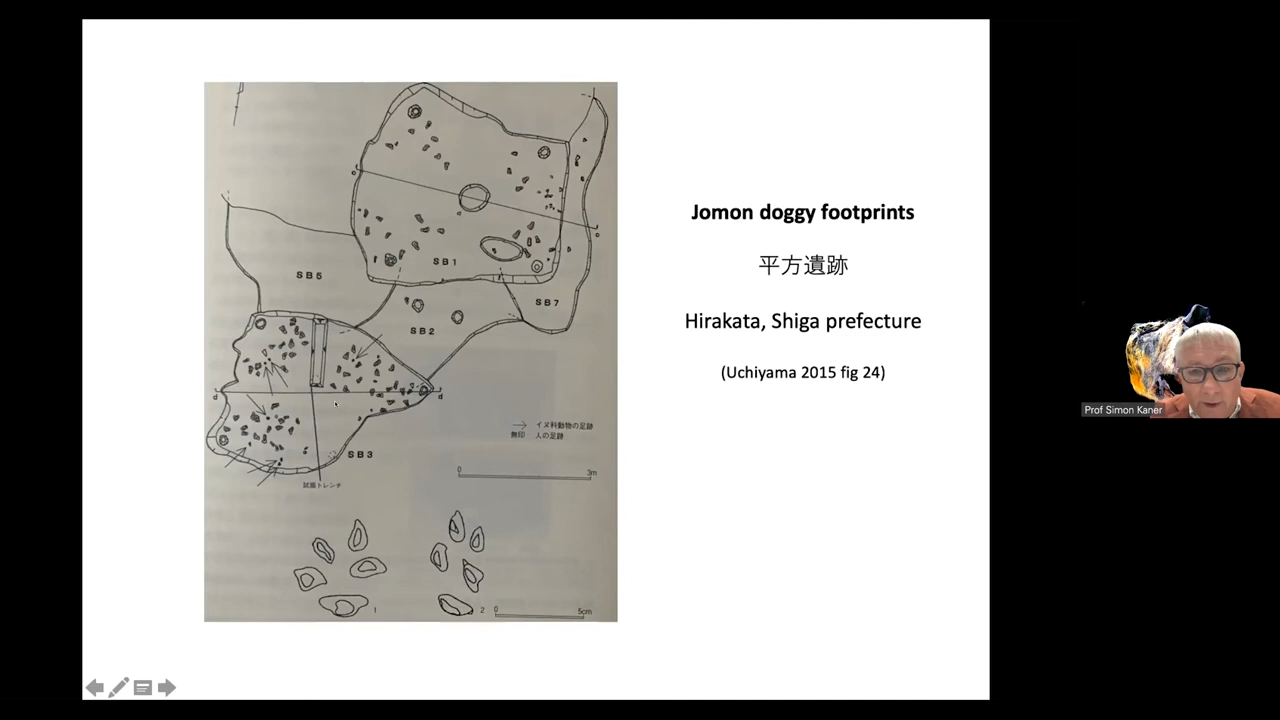 Jomon doggy footprints
平方遺跡
Hirakata, Shiga prefecture
(Uchiyama 2015 fig 24)
SB1
SB5
SB7
SB2
d
d
→ イヌ科動物の足跡
無印 人の足跡
SB3
0 3m
試掘トレンチ
1
2
0 5cm
Prof Simon Kaner